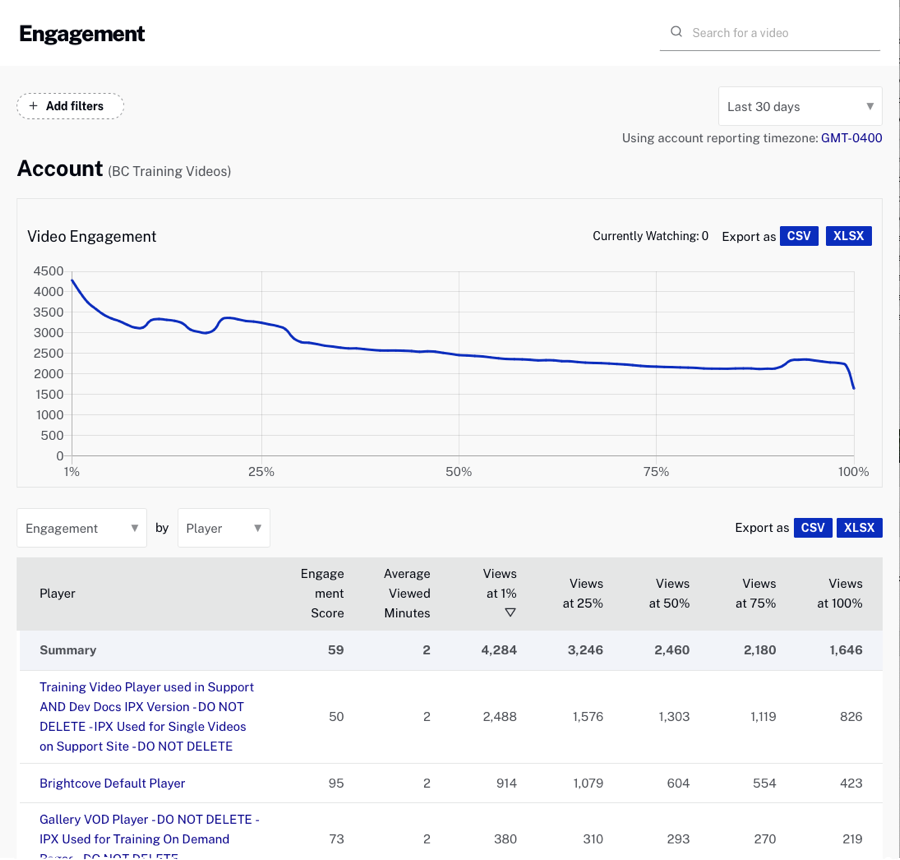 Engagement
Search for a video
+ Add filters
Last 30 days
Using account reporting timezone: GMT-0400
Account (BC Training Videos)
Video Engagement
Currently Watching: 0 Export as CSV XLSX
4500
4000
3500
3000
2500
2000
1500
1000
500
0
1% 25% 50% 75% 100%
Engagement by Player
Export as CSV XLSX
Player
Engage
ment
Score
Average
Viewed
Minutes
Views
at 1%
Views
at 25%
Views
at 50%
Views
at 75%
Views
at 100%
Summary 59 2 4,284 3,246 2,460 2,180 1,646
Training Video Player used in Support
AND Dev Docs IPX Version - DO NOT
DELETE - IPX Used for Single Videos
on Support Site - DO NOT DELETE
50 2 2,488 1,576 1,303 1,119 826
Brightcove Default Player 95 2 914 1,079 604 554 423
Gallery VOD Player - DO NOT DELETE -
IPX Used for Training On Demand
73 2 380 310 293 270 219
DO NOT DELETE